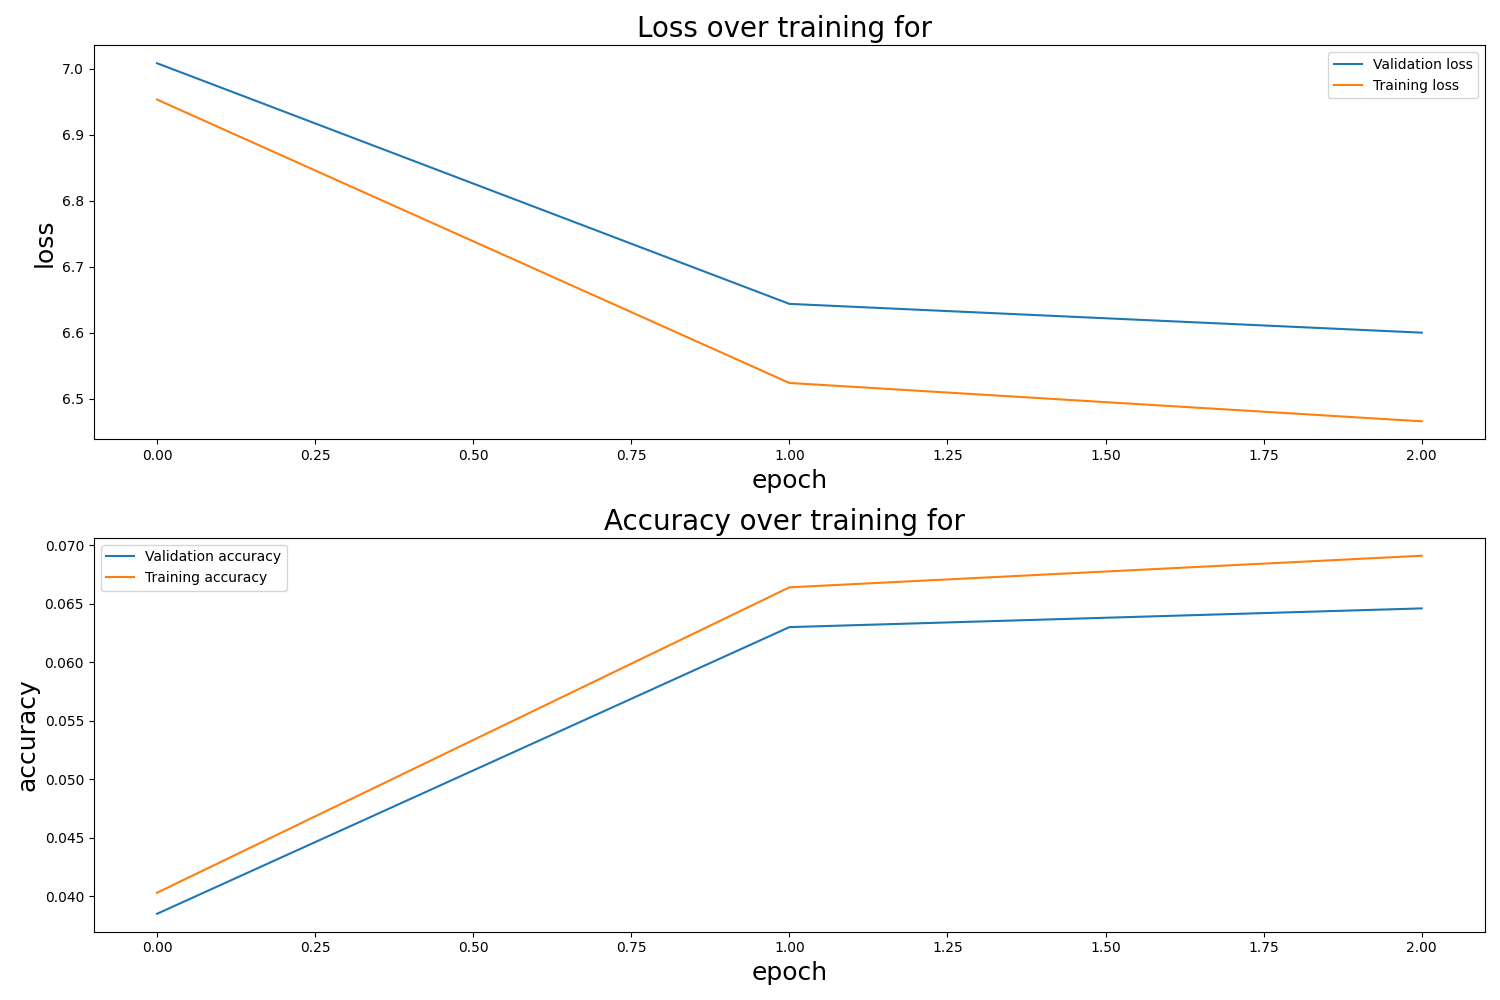 Loss over training for
7.0
6.9
6.8
6.7
6.6
6.5
loss
Validation loss
Training loss
0.00 0.25 0.50 0.75 1.00 1.25 1.50 1.75 2.00
epoch
Accuracy over training for
0.070
0.065
0.060
0.055
0.050
0.045
0.040
accuracy
Validation accuracy
Training accuracy
0.00 0.25 0.50 0.75 1.00 1.25 1.50 1.75 2.00
epoch